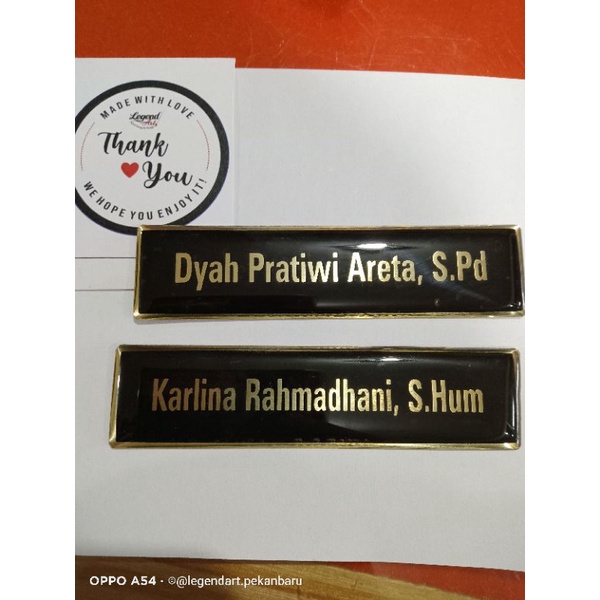 MADE WITH LOVE
Legend
Arts
Thank
You
WE HOPE YOU ENJOY IT!
Dyah Pratiwi Areta, S.Pd
Karlina Rahmadhani, S.Hum
OPPO A54 · ©@legendart.pekanbaru